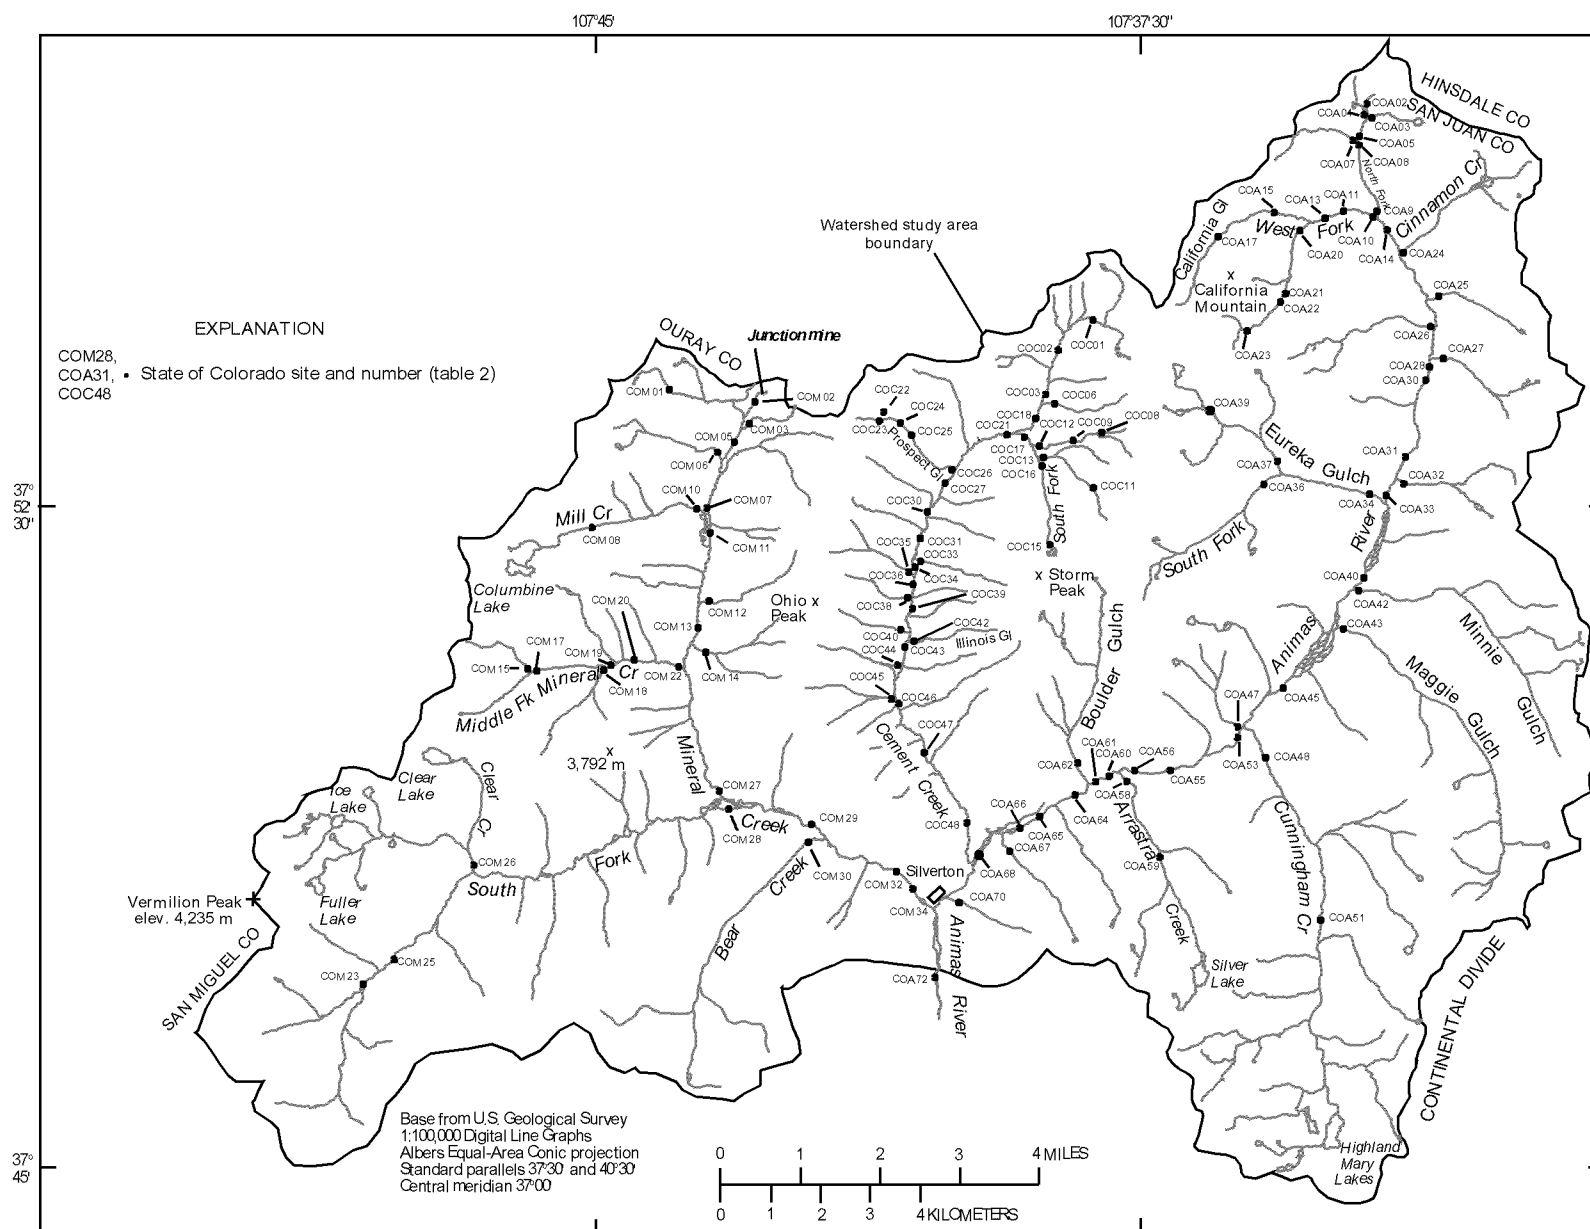 107°45'
107°37'30"
HINSDALE CO
SAN JUAN CO
COA02
COA04
COA03
COA05
COA07
COA08
North Fork
Cinnamon Cr
COA15
COA13
COA11
COA9
California Gl
West Fork
COA17
COA20
COA10
COA14
COA24
Watershed study area
boundary
x
California
Mountain
COA21
COA22
COA23
COA25
COA26
COA27
COA28
COA30
EXPLANATION
COM28,
COA31,
COC48
State of Colorado site and number (table 2)
OURAY CO
Junction mine
COM 01
COM 02
COM 03
COM 05
COM 06
COC22
COC24
COC23
COC25
Prospect Gl
COC26
COC27
COC02
COC01
COC03
COC06
COC18
COC21
COC12
COC09
COC08
COC17
COC13
COC16
COC11
South Fork
COC15
COA39
Eureka Gulch
COA37
COA36
COA31
COA32
COA34
COA33
South Fork
River
37°
52'
30"
COM 10
COM 07
Mill Cr
COM 08
COM 11
Columbine
Lake
COM 20
COM 12
COM 13
Ohio x
Peak
COC30
COC31
COC35
COC33
COC36
COC34
COC38
COC39
COC40
COC42
Illinois Gl
COC43
COC44
COC45
COC46
COC47
x Storm
Peak
COA40
COA42
COA43
Minnie Gulch
Maggie Gulch
Animas
COA45
COM 17
COM 15
COM 19
COM 18
COM 22
COM 14
Middle Fk Mineral Cr
x
3,792 m
Mineral Creek
Boulder Gulch
COA47
COA53
COA48
COA61
COA60
COA56
COA62
COA55
COA58
COA64
Cement Creek
COC48
COA66
COA65
COA67
COA68
Arrastra Creek
COA59
Cunningham Cr
COA51
Clear
Lake
Ice
Lake
Clear Cr
COM 27
COM 28
COM 29
COM 30
COM 26
South Fork
Bear Creek
COM 32
COM 34
Silverton
COA70
Animas River
COA72
Silver
Lake
Vermilion Peak
elev. 4,235 m
Fuller
Lake
SAN MIGUEL CO
COM 23
COM 25
CONTINENTAL DIVIDE
Highland
Mary
Lakes
37°
45'
Base from U.S. Geological Survey
1:100,000 Digital Line Graphs
Albers Equal-Area Conic projection
Standard parallels 37°30' and 40°30'
Central meridian 37°00'
0 1 2 3 4 MILES
0 1 2 3 4 KILOMETERS